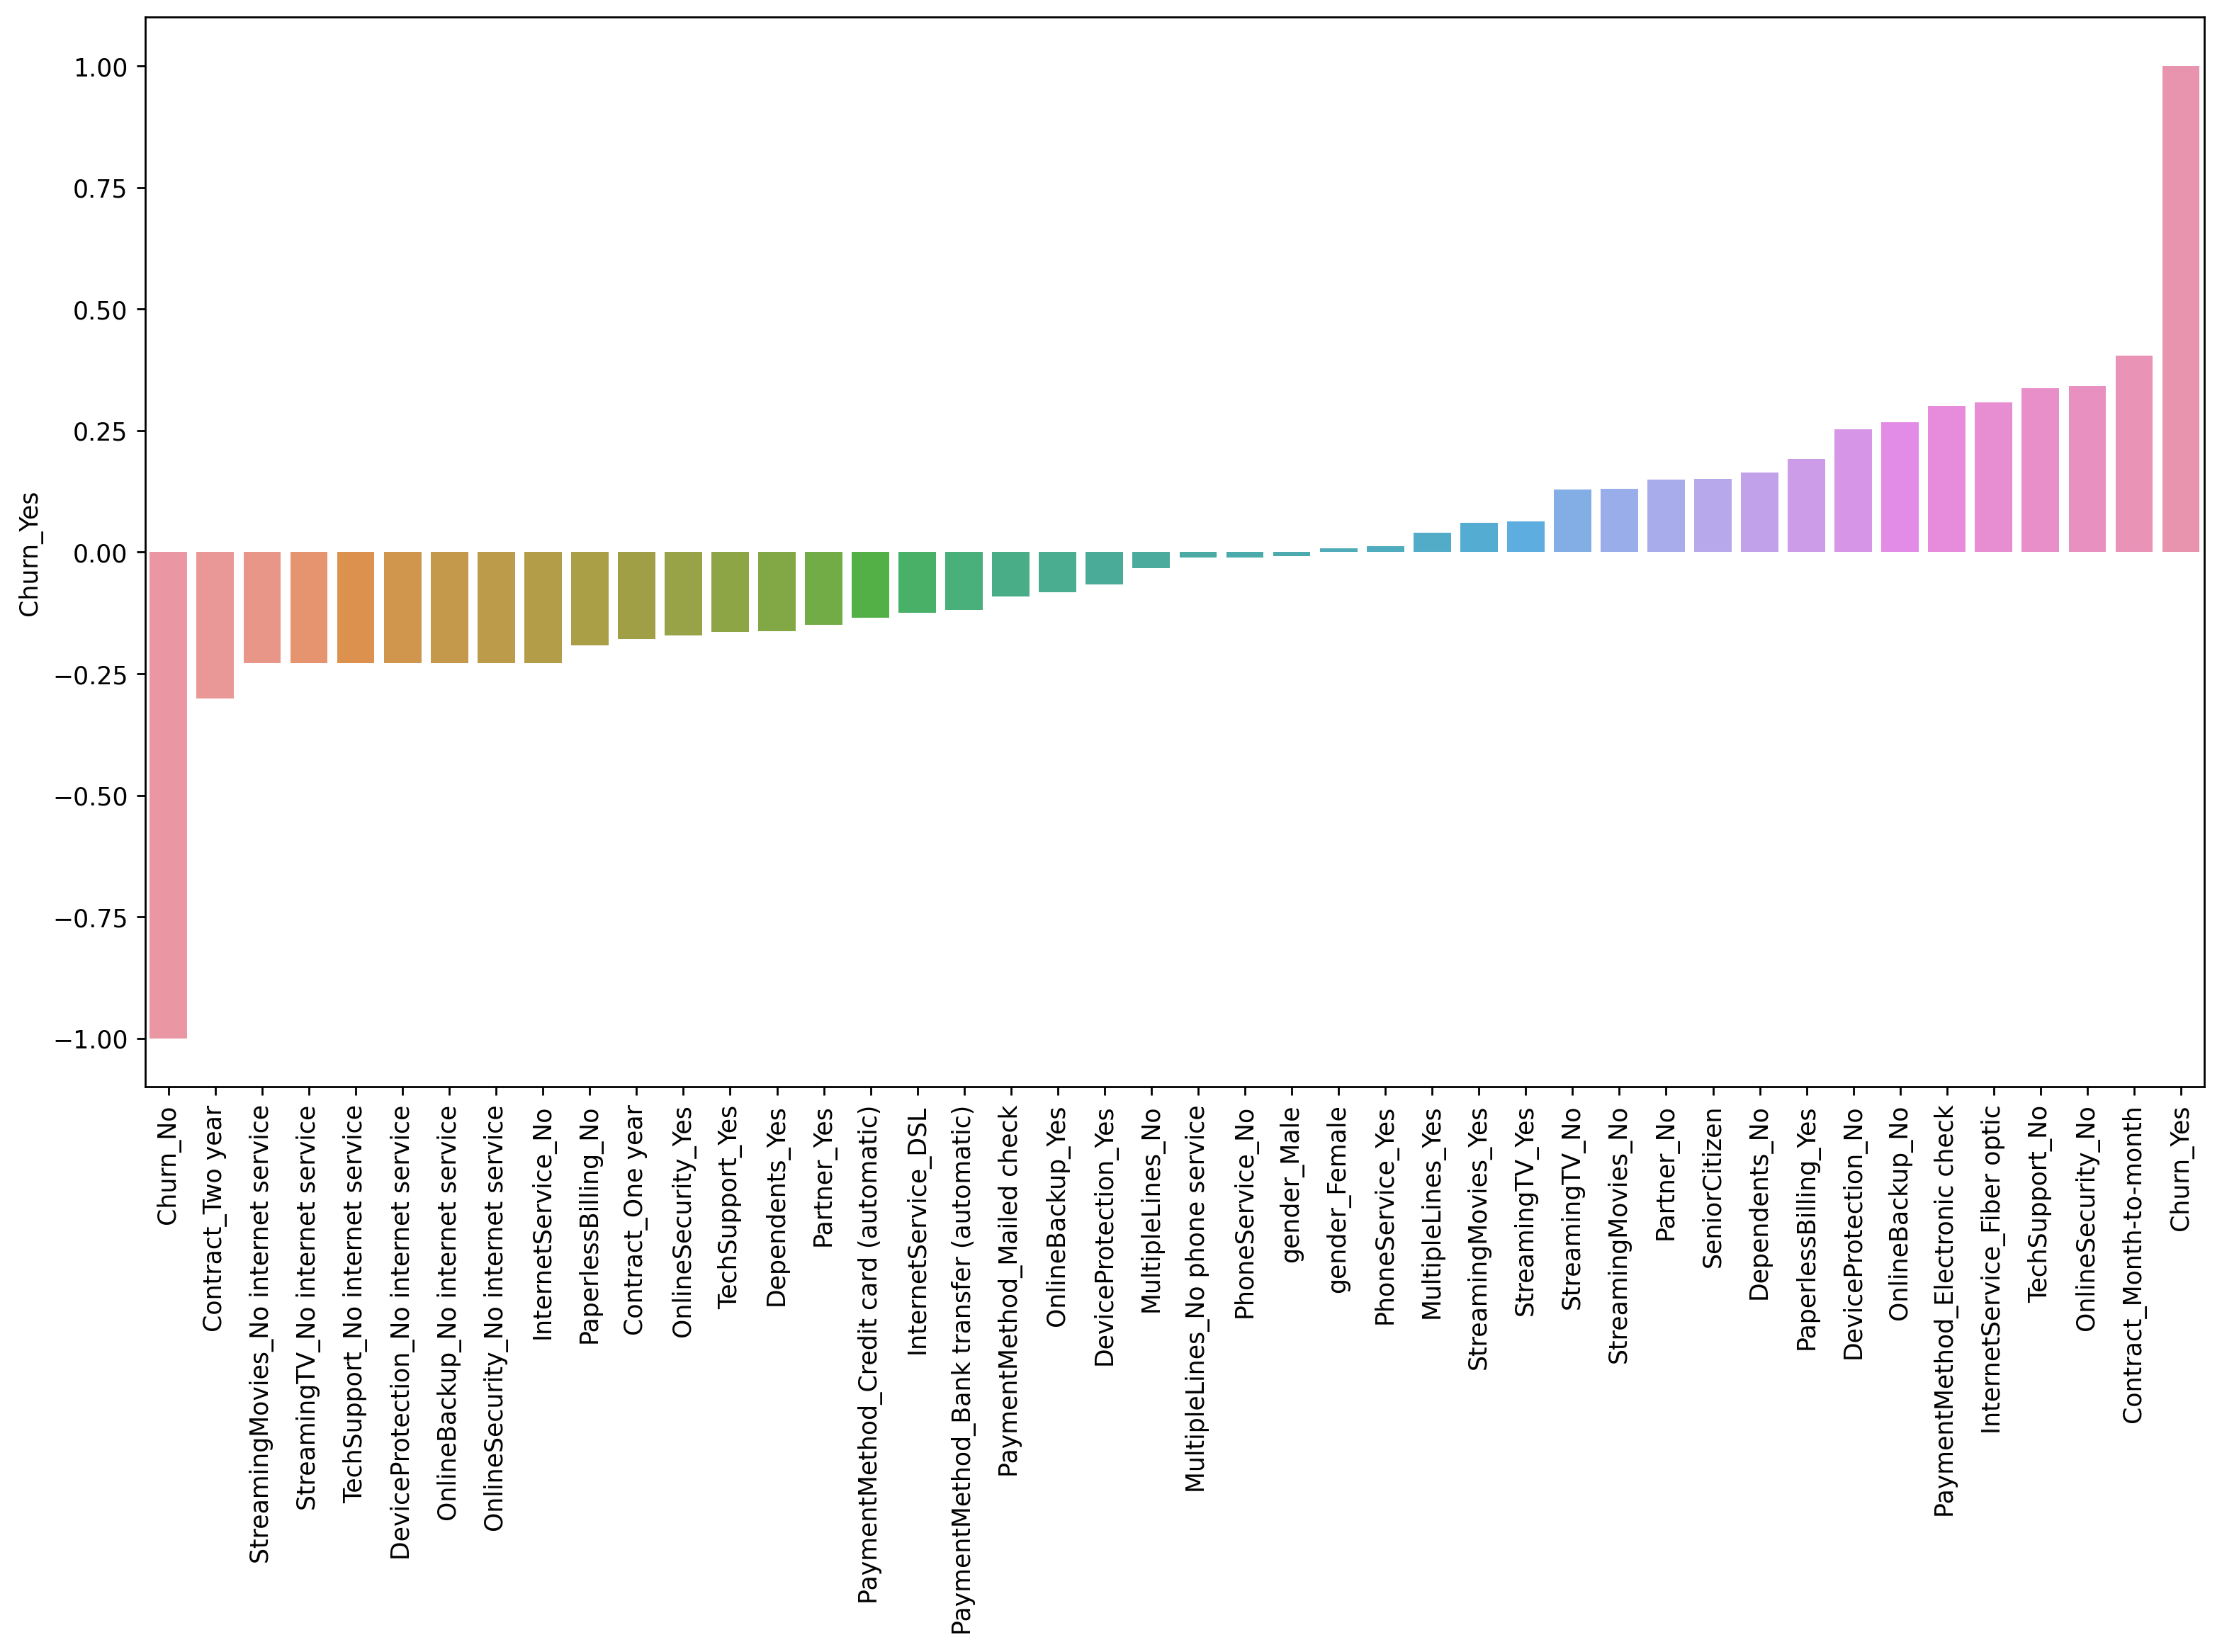 Churn_Yes
1.00
0.75
0.50
0.25
0.00
−0.25
−0.50
−0.75
−1.00
Churn_No
Contract_Two year
StreamingMovies_No internet service
StreamingTV_No internet service
TechSupport_No internet service
DeviceProtection_No internet service
OnlineBackup_No internet service
OnlineSecurity_No internet service
InternetService_No
PaperlessBilling_No
Contract_One year
OnlineSecurity_Yes
TechSupport_Yes
Dependents_Yes
Partner_Yes
PaymentMethod_Credit card (automatic)
InternetService_DSL
PaymentMethod_Bank transfer (automatic)
PaymentMethod_Mailed check
OnlineBackup_Yes
DeviceProtection_Yes
MultipleLines_No
MultipleLines_No phone service
PhoneService_No
gender_Male
gender_Female
PhoneService_Yes
MultipleLines_Yes
StreamingMovies_Yes
StreamingTV_Yes
StreamingTV_No
StreamingMovies_No
Partner_No
SeniorCitizen
Dependents_No
PaperlessBilling_Yes
DeviceProtection_No
OnlineBackup_No
PaymentMethod_Electronic check
InternetService_Fiber optic
TechSupport_No
OnlineSecurity_No
Contract_Month-to-month
Churn_Yes